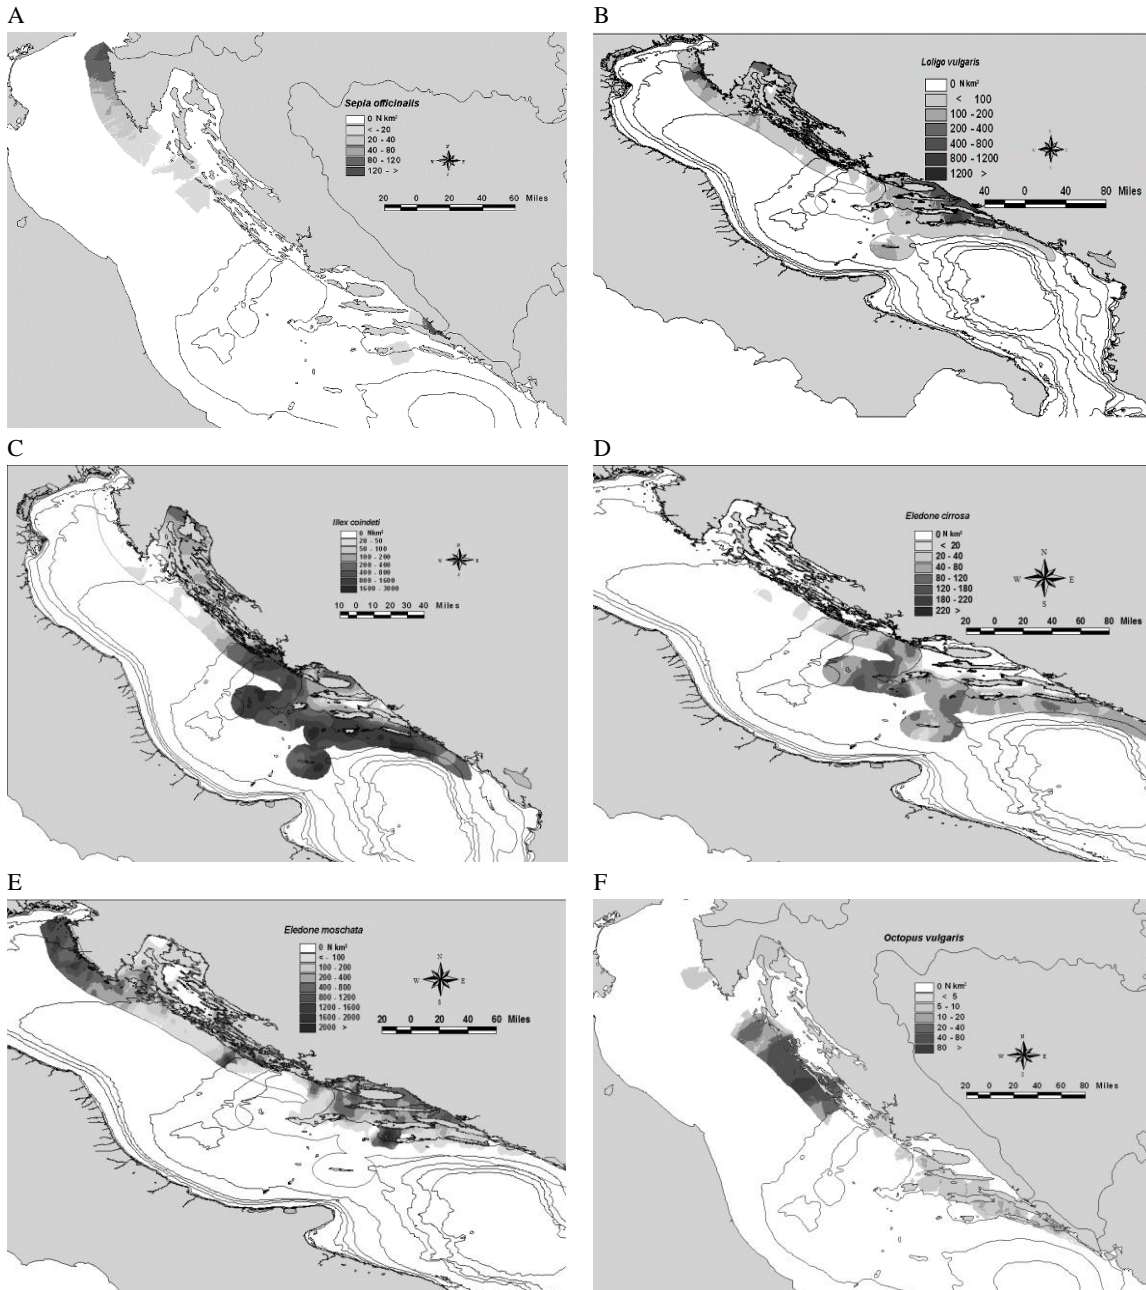 A
Sepia officinalis
0 N km²
< - 20
20 - 40
40 - 80
80 - 120
120 - >
20 0 20 40 60 Miles
B
Loligo vulgaris
0 N km²
< 100
100 - 200
200 - 400
400 - 800
800 - 1200
1200 >
40 0 40 80
Miles
C
Illex coindeti
0 Nkm²
20 - 50
50 - 100
100 - 200
200 - 400
400 - 800
800 - 1600
1600 - 3000
10 0 10 20 30 40 Miles
D
Eledone cirrosa
0 N km²
< 20
20 - 40
40 - 80
80 - 120
120 - 180
180 - 220
220 >
N
W E
S
20 0 20 40 60 80
Miles
E
Eledone moschata
0 N km²
< - 100
100 - 200
200 - 400
400 - 800
800 - 1200
1200 - 1600
1600 - 2000
2000 >
N
W E
S
20 0 20 40 60 Miles
F
Octopus vulgaris
0 N km²
< 5
5 - 10
10 - 20
20 - 40
40 - 80
80 >
20 0 20 40 60 80 Miles